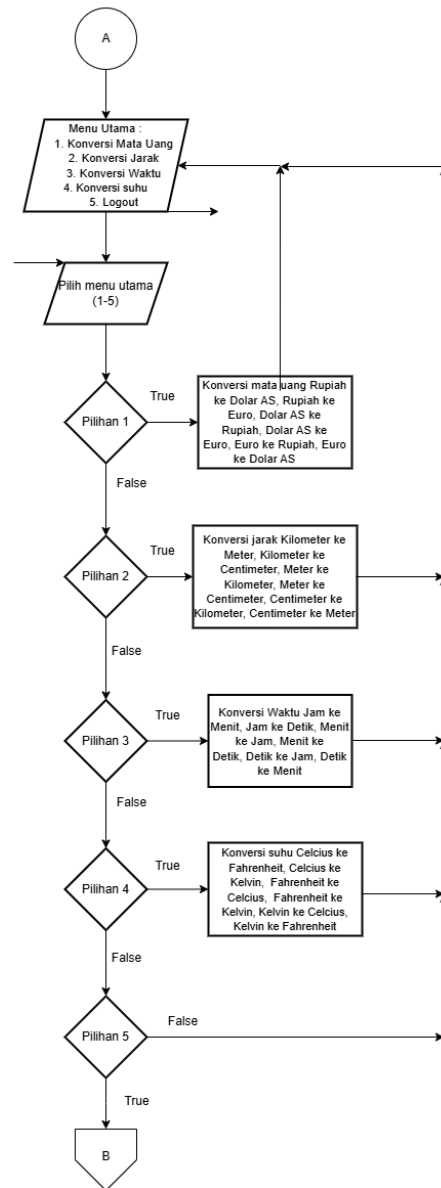 A
Menu Utama :
1. Konversi Mata Uang
2. Konversi Jarak
3. Konversi Waktu
4. Konversi suhu
5. Logout
Pilih menu utama
(1-5)
Pilihan 1
True
Konversi mata uang Rupiah
ke Dolar AS, Rupiah ke
Euro, Dolar AS ke
Rupiah, Dolar AS ke
Euro, Euro ke Rupiah, Euro
ke Dolar AS
False
Pilihan 2
True
Konversi jarak Kilometer ke
Meter, Kilometer ke
Centimeter, Meter ke
Kilometer, Meter ke
Centimeter, Centimeter ke
Kilometer, Centimeter ke Meter
False
Pilihan 3
True
Konversi Waktu Jam ke
Menit, Jam ke Detik, Menit
ke Jam, Menit ke
Detik, Detik ke Jam, Detik
ke Menit
False
Pilihan 4
True
Konversi suhu Celcius ke
Fahrenheit, Celcius ke
Kelvin, Fahrenheit ke
Celcius, Fahrenheit ke
Kelvin, Kelvin ke Celcius,
Kelvin ke Fahrenheit
False
Pilihan 5
False
True
B